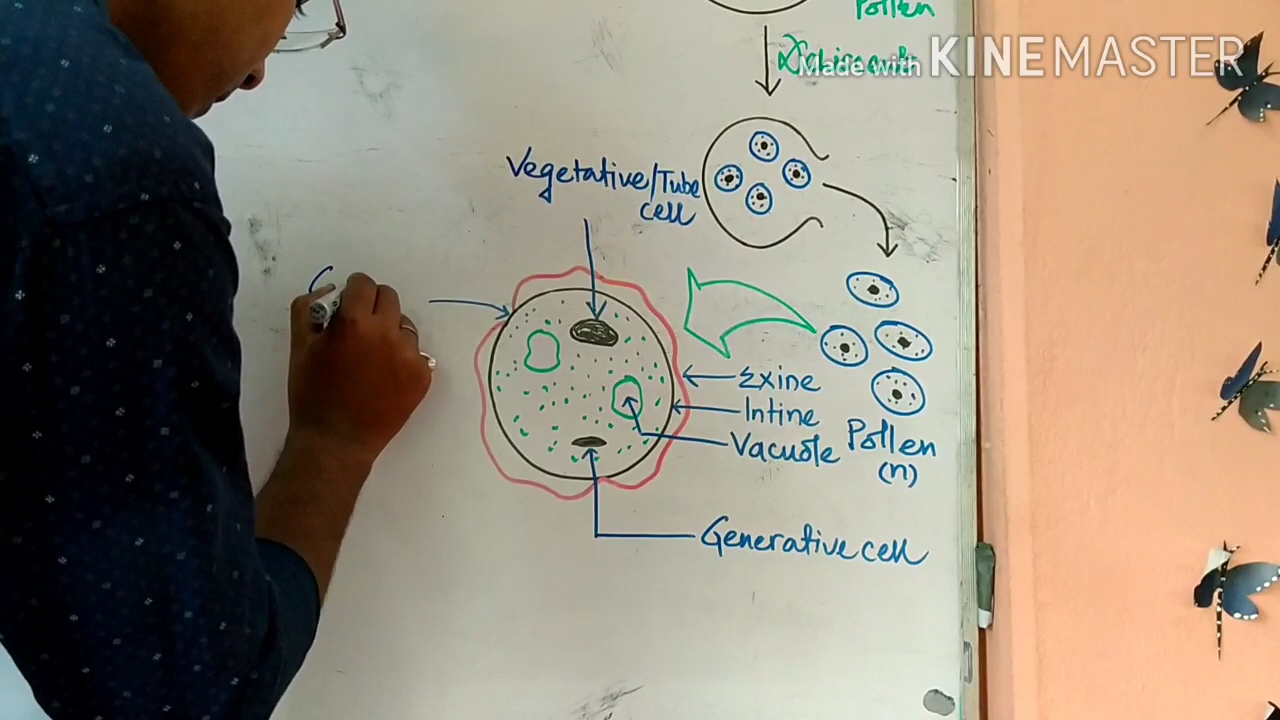 Pollen
Made with KINEMASTER
Vegetative/Tube
cell
Exine
Intine
Vacuole
Pollen
(n)
Generative cell